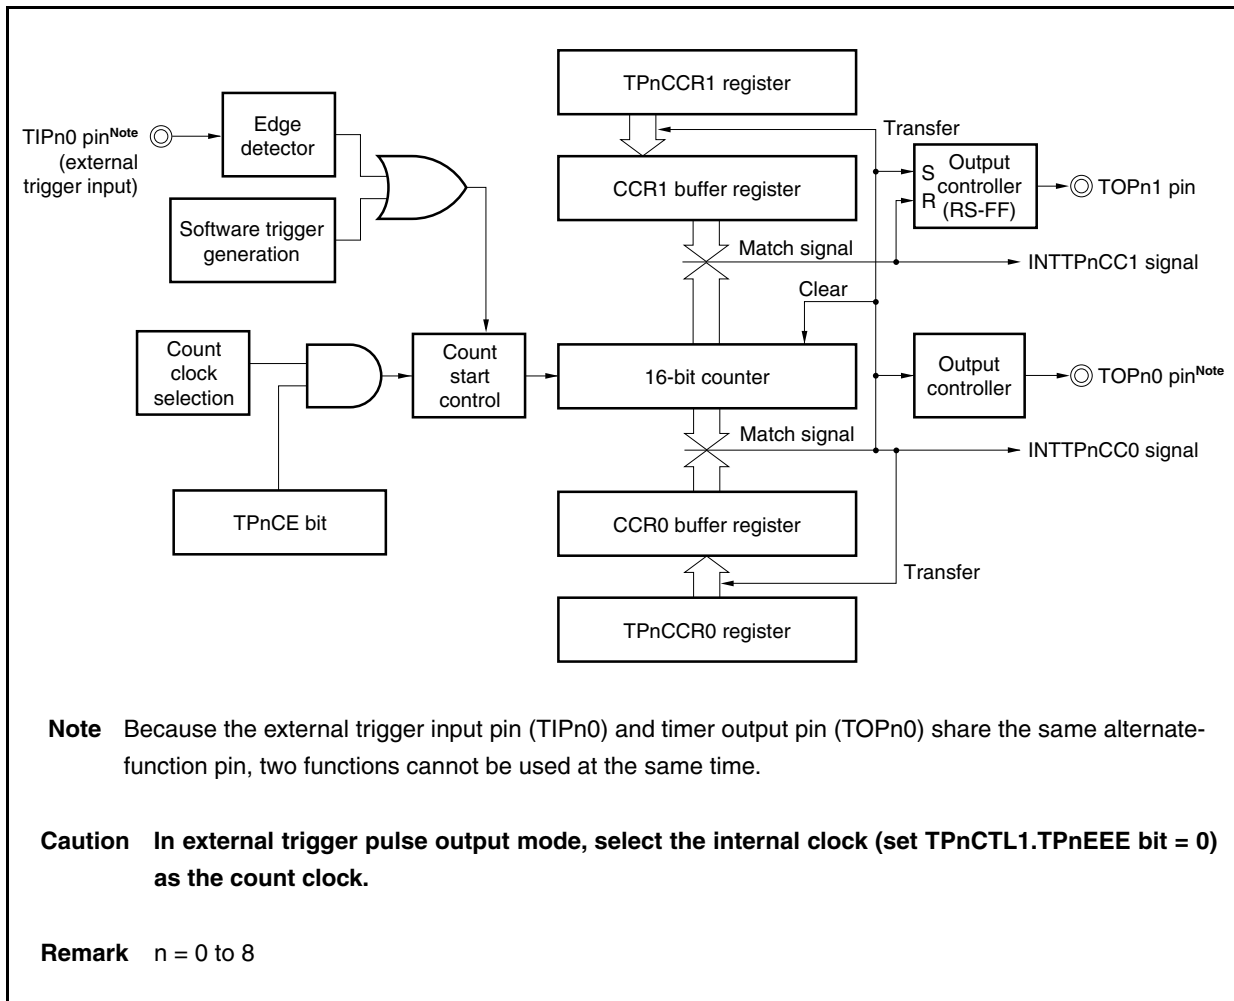 TPnCCR1 register
Edge
detector
TIPn0 pinNote
(external
trigger input)
Transfer
Output
controller
(RS-FF)
S
R
TOPn1 pin
CCR1 buffer register
Software trigger
generation
Match signal
INTTPnCC1 signal
Clear
Count
clock
selection
Count
start
control
16-bit counter
Output
controller
TOPn0 pinNote
Match signal
INTTPnCC0 signal
TPnCE bit
CCR0 buffer register
Transfer
TPnCCR0 register
Note Because the external trigger input pin (TIPn0) and timer output pin (TOPn0) share the same alternate-
function pin, two functions cannot be used at the same time.
Caution In external trigger pulse output mode, select the internal clock (set TPnCTL1.TPnEEE bit = 0)
as the count clock.
Remark n = 0 to 8